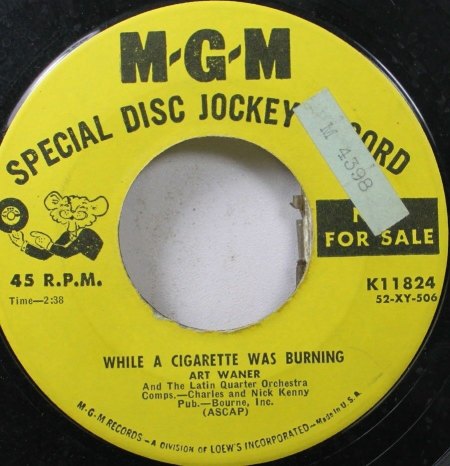 M-G-M
SPECIAL DISC JOCKEY
M 4398
FOR SALE
45 R.P.M.
Time—2:38
K11824
52-XY-506
WHILE A CIGARETTE WAS BURNING
ART WANER
And The Latin Quarter Orchestra
Comps.—Charles and Nick Kenny
Pub.—Bourne, Inc.
(ASCAP)
M-G-M RECORDS—A DIVISION OF LOEW'S INCORPORATED—Made in U.S.A.